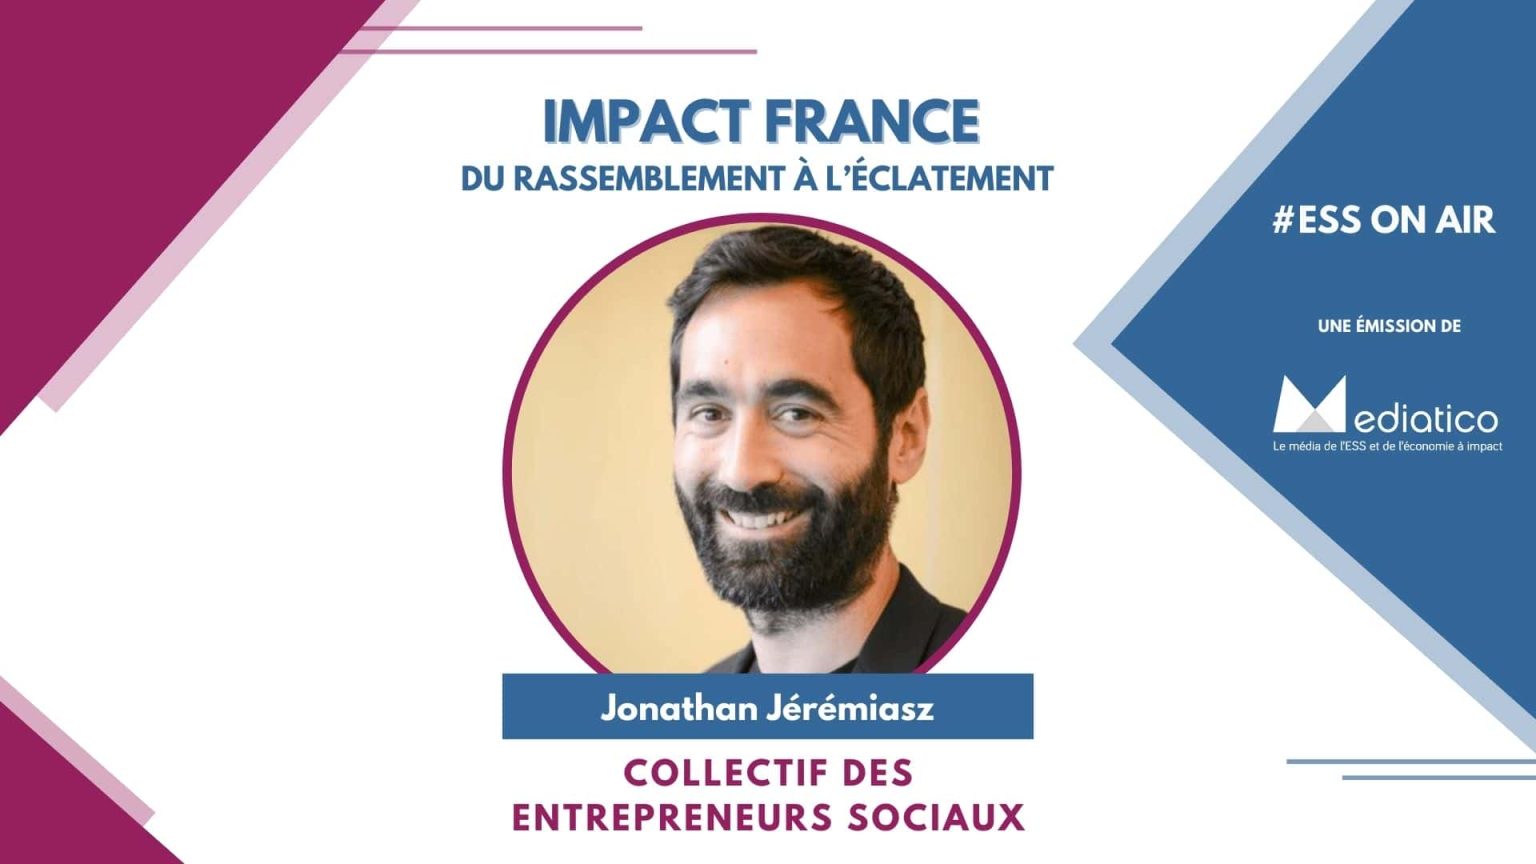 IMPACT FRANCE
DU RASSEMBLEMENT À L'ÉCLATEMENT
#ESS ON AIR
UNE ÉMISSION DE
Mediatico
Le média de l'ESS et de l'économie à impact
Jonathan Jérémiasz
COLLECTIF DES
ENTREPRENEURS SOCIAUX